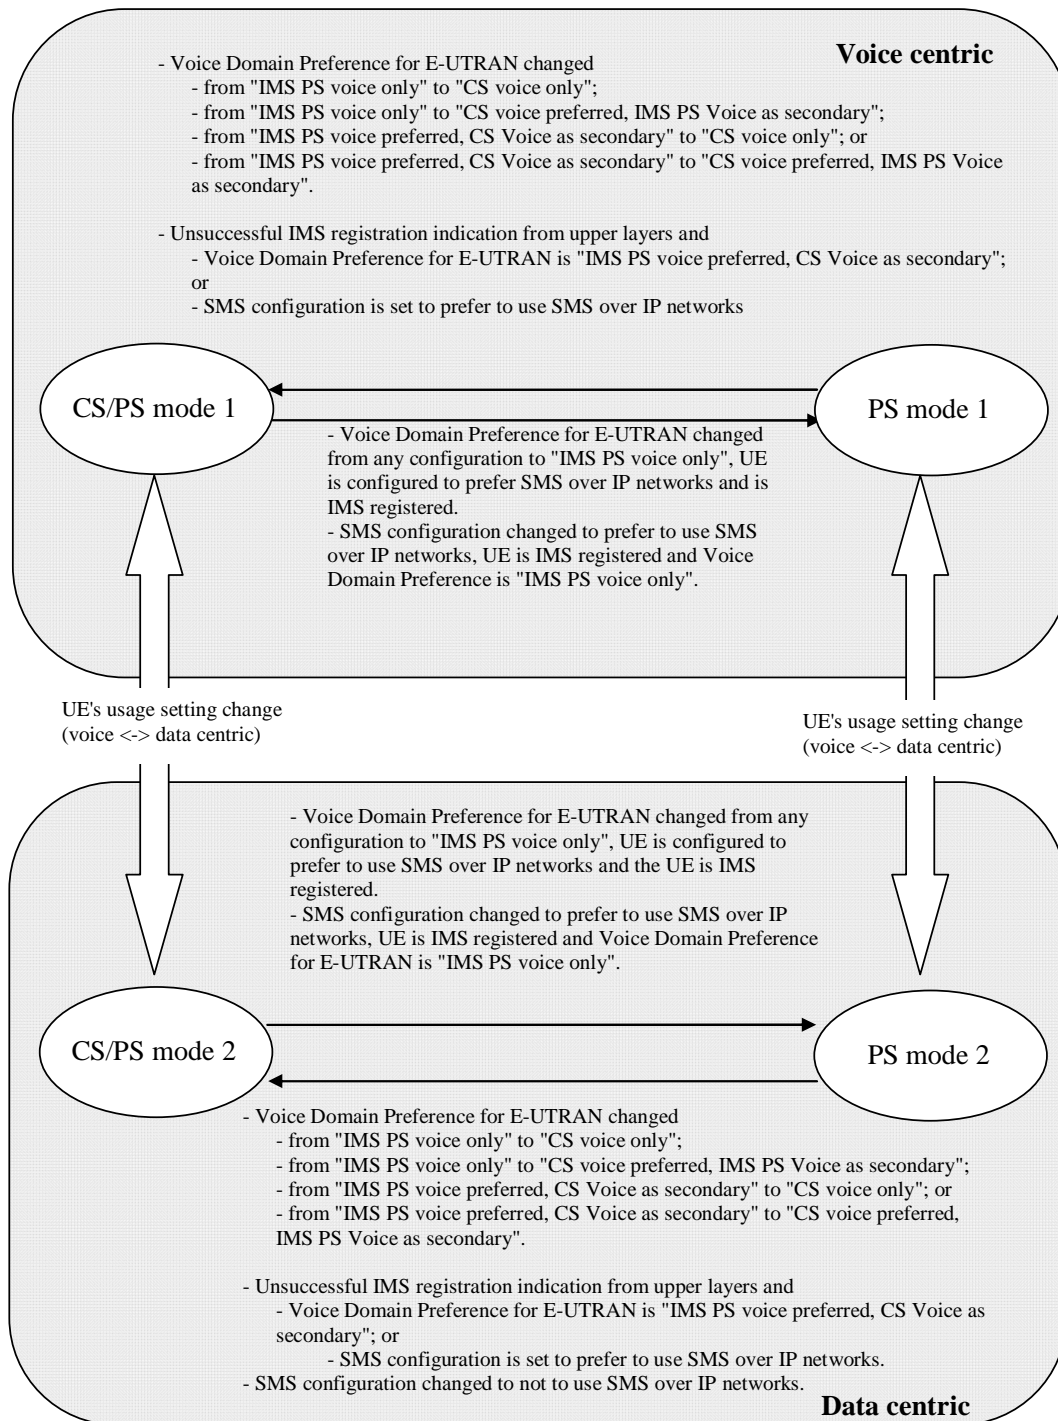 Voice centric
- Voice Domain Preference for E-UTRAN changed
- from "IMS PS voice only" to "CS voice only";
- from "IMS PS voice only" to "CS voice preferred, IMS PS Voice as secondary";
- from "IMS PS voice preferred, CS Voice as secondary" to "CS voice only"; or
- from "IMS PS voice preferred, CS Voice as secondary" to "CS voice preferred, IMS PS Voice
as secondary".
- Unsuccessful IMS registration indication from upper layers and
- Voice Domain Preference for E-UTRAN is "IMS PS voice preferred, CS Voice as secondary";
or
- SMS configuration is set to prefer to use SMS over IP networks
CS/PS mode 1
PS mode 1
- Voice Domain Preference for E-UTRAN changed
from any configuration to "IMS PS voice only", UE
is configured to prefer SMS over IP networks and is
IMS registered.
- SMS configuration changed to prefer to use SMS
over IP networks, UE is IMS registered and Voice
Domain Preference is "IMS PS voice only".
UE's usage setting change
(voice <-> data centric)
UE's usage setting change
(voice <-> data centric)
- Voice Domain Preference for E-UTRAN changed from any
configuration to "IMS PS voice only", UE is configured to
prefer to use SMS over IP networks and the UE is IMS
registered.
- SMS configuration changed to prefer to use SMS over IP
networks, UE is IMS registered and Voice Domain Preference
for E-UTRAN is "IMS PS voice only".
CS/PS mode 2
PS mode 2
- Voice Domain Preference for E-UTRAN changed
- from "IMS PS voice only" to "CS voice only";
- from "IMS PS voice only" to "CS voice preferred, IMS PS Voice as secondary";
- from "IMS PS voice preferred, CS Voice as secondary" to "CS voice only"; or
- from "IMS PS voice preferred, CS Voice as secondary" to "CS voice preferred,
IMS PS Voice as secondary".
- Unsuccessful IMS registration indication from upper layers and
- Voice Domain Preference for E-UTRAN is "IMS PS voice preferred, CS Voice as
secondary"; or
- SMS configuration is set to prefer to use SMS over IP networks.
- SMS configuration changed to not to use SMS over IP networks.
Data centric